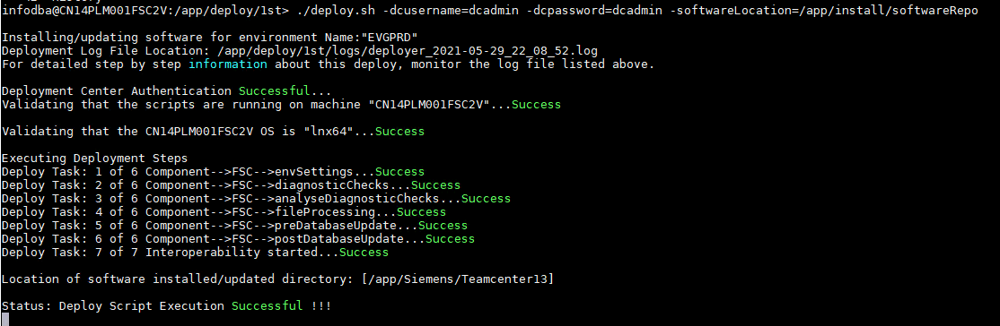 infodba@CN14PLM001FSC2V:/app/deploy/1st> ./deploy.sh -dcusername=dcadmin -dcpassword=dcadmin -softwareLocation=/app/install/softwareRepo
Installing/updating software for environment Name:"EVGPRD"
Deployment Log File Location: /app/deploy/1st/logs/deployer_2021-05-29_22_08_52.log
For detailed step by step information about this deploy, monitor the log file listed above.
Deployment Center Authentication Successful...
Validating that the scripts are running on machine "CN14PLM001FSC2V"...Success
Validating that the CN14PLM001FSC2V OS is "lnx64"...Success
Executing Deployment Steps
Deploy Task: 1 of 6 Component-->FSC-->envSettings...Success
Deploy Task: 2 of 6 Component-->FSC-->diagnosticChecks...Success
Deploy Task: 3 of 6 Component-->FSC-->analyseDiagnosticChecks...Success
Deploy Task: 4 of 6 Component-->FSC-->fileProcessing...Success
Deploy Task: 5 of 6 Component-->FSC-->preDatabaseUpdate...Success
Deploy Task: 6 of 6 Component-->FSC-->postDatabaseUpdate...Success
Deploy Task: 7 of 7 Interoperability started...Success
Location of software installed/updated directory: [/app/Siemens/Teamcenter13]
Status: Deploy Script Execution Successful !!!